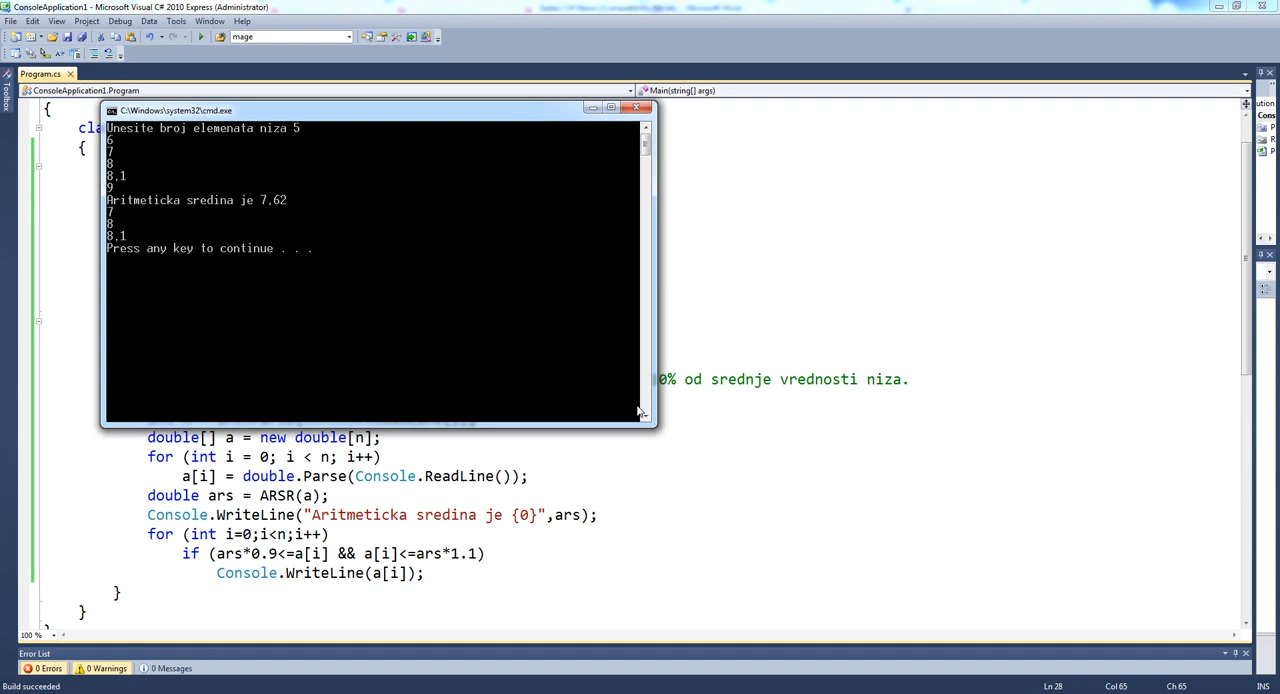 ConsoleApplication1 - Microsoft Visual C# 2010 Express (Administrator)
File Edit View Project Debug Data Tools Window Help
mage
Program.cs
ConsoleApplication1.Program
Main(string[] args)
{
cla
{
C:\Windows\system32\cmd.exe
Unesite broj elemenata niza 5
6
7
8
8,1
9
Aritmeticka sredina je 7,62
7
8
8,1
Press any key to continue . . .
0% od srednje vrednosti niza.
double[] a = new double[n];
for (int i = 0; i < n; i++)
a[i] = double.Parse(Console.ReadLine());
double ars = ARSR(a);
Console.WriteLine("Aritmeticka sredina je {0}",ars);
for (int i=0;i<n;i++)
if (ars*0.9<=a[i] && a[i]<=ars*1.1)
Console.WriteLine(a[i]);
}
}
Toolbox
ution
Cons
P
R
P
100 %
Error List
0 Errors
0 Warnings
0 Messages
Build succeeded
Ln 28
Col 65
Ch 65
INS